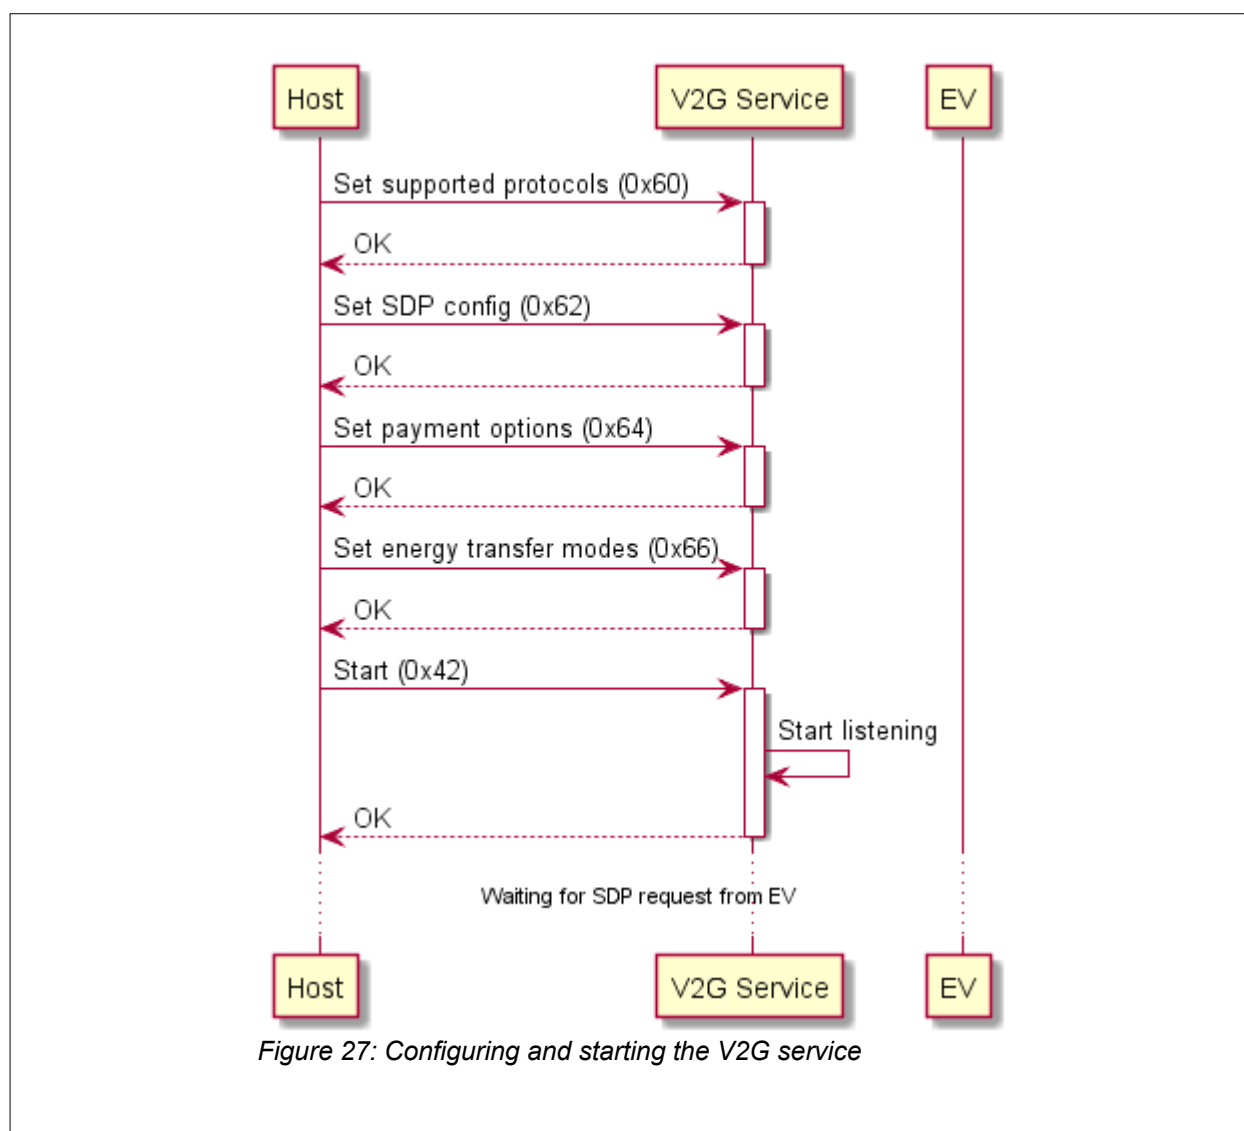 Host
V2G Service
EV
Set supported protocols (0x60)
OK
Set SDP config (0x62)
OK
Set payment options (0x64)
OK
Set energy transfer modes (0x66)
OK
Start (0x42)
Start listening
OK
Waiting for SDP request from EV
Host
V2G Service
EV
Figure 27: Configuring and starting the V2G service